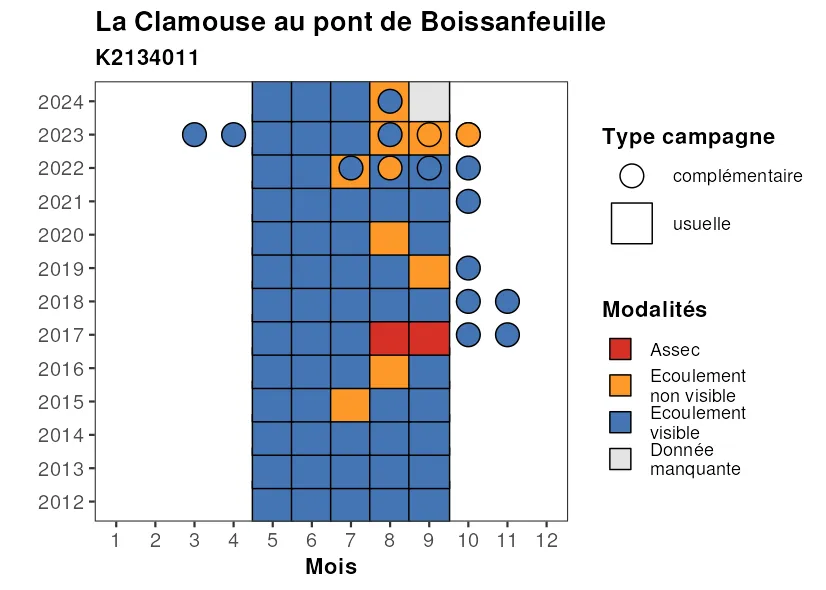 La Clamouse au pont de Boissanfeuille
K2134011
2024
2023
2022
2021
2020
2019
2018
2017
2016
2015
2014
2013
2012
1 2 3 4 5 6 7 8 9 10 11 12
Mois
Type campagne
complémentaire
usuelle
Modalités
Assec
Ecoulement
non visible
Ecoulement
visible
Donnée
manquante